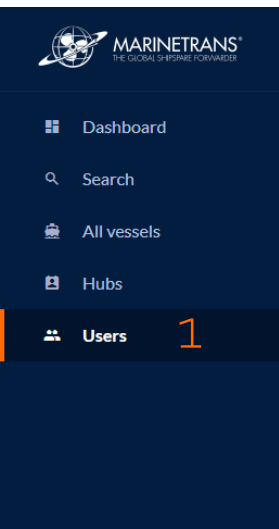 MARINETRANS®
THE GLOBAL SHIPSPARE FORWARDER
Dashboard
Search
All vessels
Hubs
Users 1